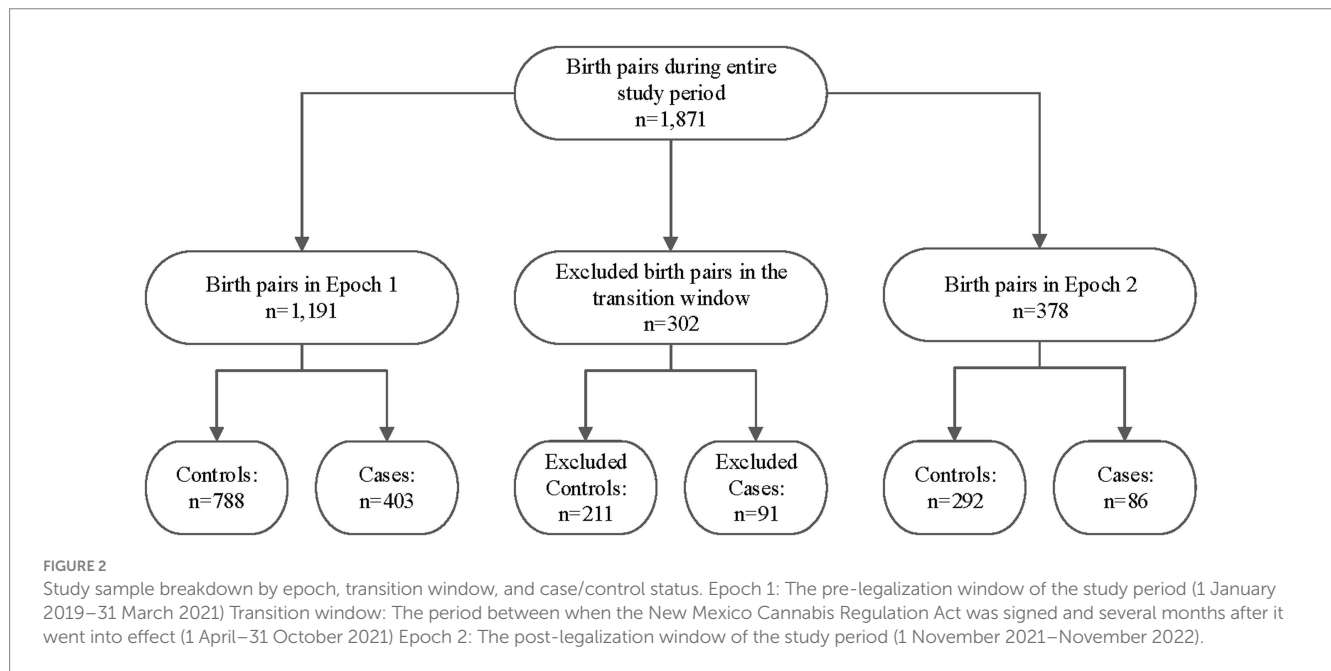 Birth pairs during entire
study period
n=1,871
Birth pairs in Epoch 1
n=1,191
Excluded birth pairs in the
transition window
n=302
Birth pairs in Epoch 2
n=378
Controls:
n=788
Cases:
n=403
Excluded
Controls:
n=211
Excluded
Cases:
n=91
Controls:
n=292
Cases:
n=86
FIGURE 2
Study sample breakdown by epoch, transition window, and case/control status. Epoch 1: The pre-legalization window of the study period (1 January
2019–31 March 2021) Transition window: The period between when the New Mexico Cannabis Regulation Act was signed and several months after it
went into effect (1 April–31 October 2021) Epoch 2: The post-legalization window of the study period (1 November 2021–November 2022).